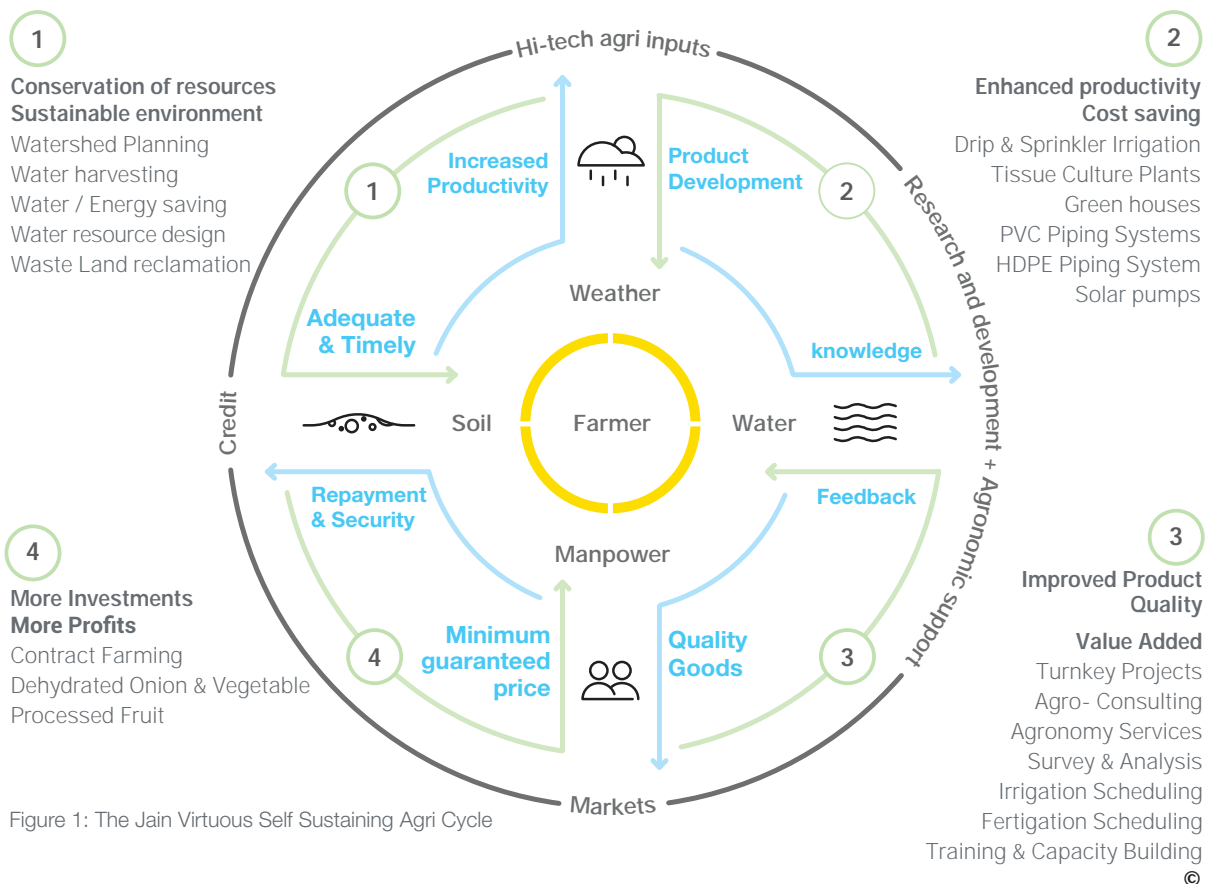 1
Conservation of resources
Sustainable environment
Watershed Planning
Water harvesting
Water / Energy saving
Water resource design
Waste Land reclamation
2
Enhanced productivity
Cost saving
Drip & Sprinkler Irrigation
Tissue Culture Plants
Green houses
PVC Piping Systems
HDPE Piping System
Solar pumps
Hi-tech agri inputs
Research and development + Agronomic support
Markets
Credit
1
Increased
Productivity
Product
Development
2
Weather
Adequate
& Timely
knowledge
Soil
Farmer
Water
Repayment
& Security
Feedback
Manpower
4
Minimum
guaranteed
price
Quality
Goods
3
4
More Investments
More Profits
Contract Farming
Dehydrated Onion & Vegetable
Processed Fruit
3
Improved Product
Quality
Value Added
Turnkey Projects
Agro- Consulting
Agronomy Services
Survey & Analysis
Irrigation Scheduling
Fertigation Scheduling
Training & Capacity Building
©
Figure 1: The Jain Virtuous Self Sustaining Agri Cycle